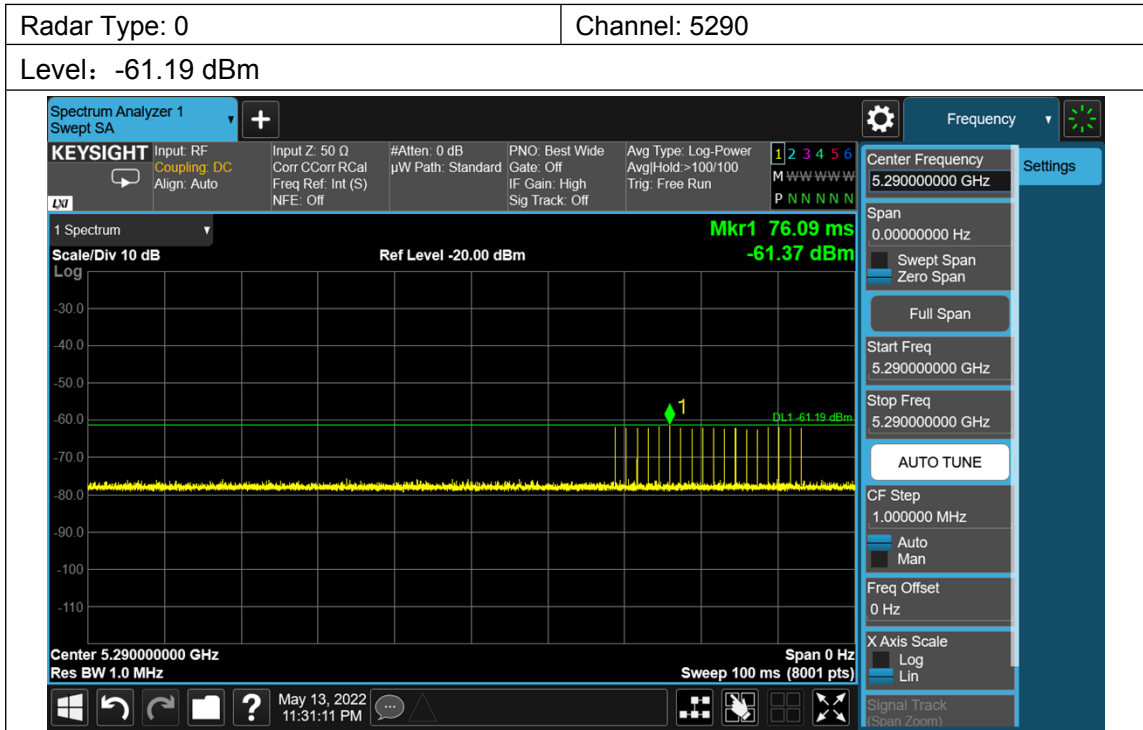 Radar Type: 0
Channel: 5290
Level：-61.19 dBm
Spectrum Analyzer 1
Swept SA
Frequency
KEYSIGHT
LXI
Input: RF
Coupling: DC
Align: Auto
Input Z: 50 Ω
Corr CCorr RCal
Freq Ref: Int (S)
NFE: Off
#Atten: 0 dB
µW Path: Standard
PNO: Best Wide
Gate: Off
IF Gain: High
Sig Track: Off
Avg Type: Log-Power
Avg|Hold:>100/100
Trig: Free Run
1 2 3 4 5 6
M W W W W W
P N N N N N
1 Spectrum
Mkr1 76.09 ms
-61.37 dBm
Scale/Div 10 dB
Ref Level -20.00 dBm
Log
-30.0
-40.0
-50.0
-60.0
-70.0
-80.0
-90.0
-100
-110
1
DL1 -61.19 dBm
Center 5.290000000 GHz
Res BW 1.0 MHz
Span 0 Hz
Sweep 100 ms (8001 pts)
Center Frequency
5.290000000 GHz
Settings
Span
0.00000000 Hz
Swept Span
Zero Span
Full Span
Start Freq
5.290000000 GHz
Stop Freq
5.290000000 GHz
AUTO TUNE
CF Step
1.000000 MHz
Auto
Man
Freq Offset
0 Hz
X Axis Scale
Log
Lin
Signal Track
(Span Zoom)
?
May 13, 2022
11:31:11 PM